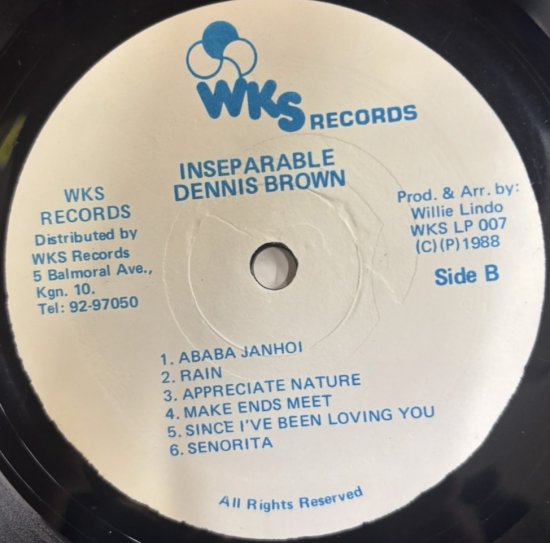 WKS RECORDS
INSEPARABLE
DENNIS BROWN
WKS
RECORDS
Distributed by
WKS Records
5 Balmoral Ave.,
Kgn. 10.
Tel: 92-97050
Prod. & Arr. by:
Willie Lindo
WKS LP 007
(C)(P)1988
Side B
1. ABABA JANHOI
2. RAIN
3. APPRECIATE NATURE
4. MAKE ENDS MEET
5. SINCE I'VE BEEN LOVING YOU
6. SENORITA
All Rights Reserved